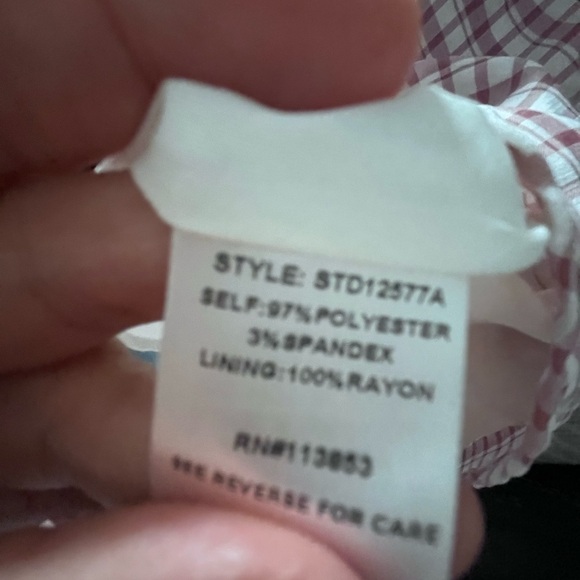 STYLE: STD12577A
SELF:97%POLYESTER
3%SPANDEX
LINING:100%RAYON
RN#113853
SEE REVERSE FOR CARE